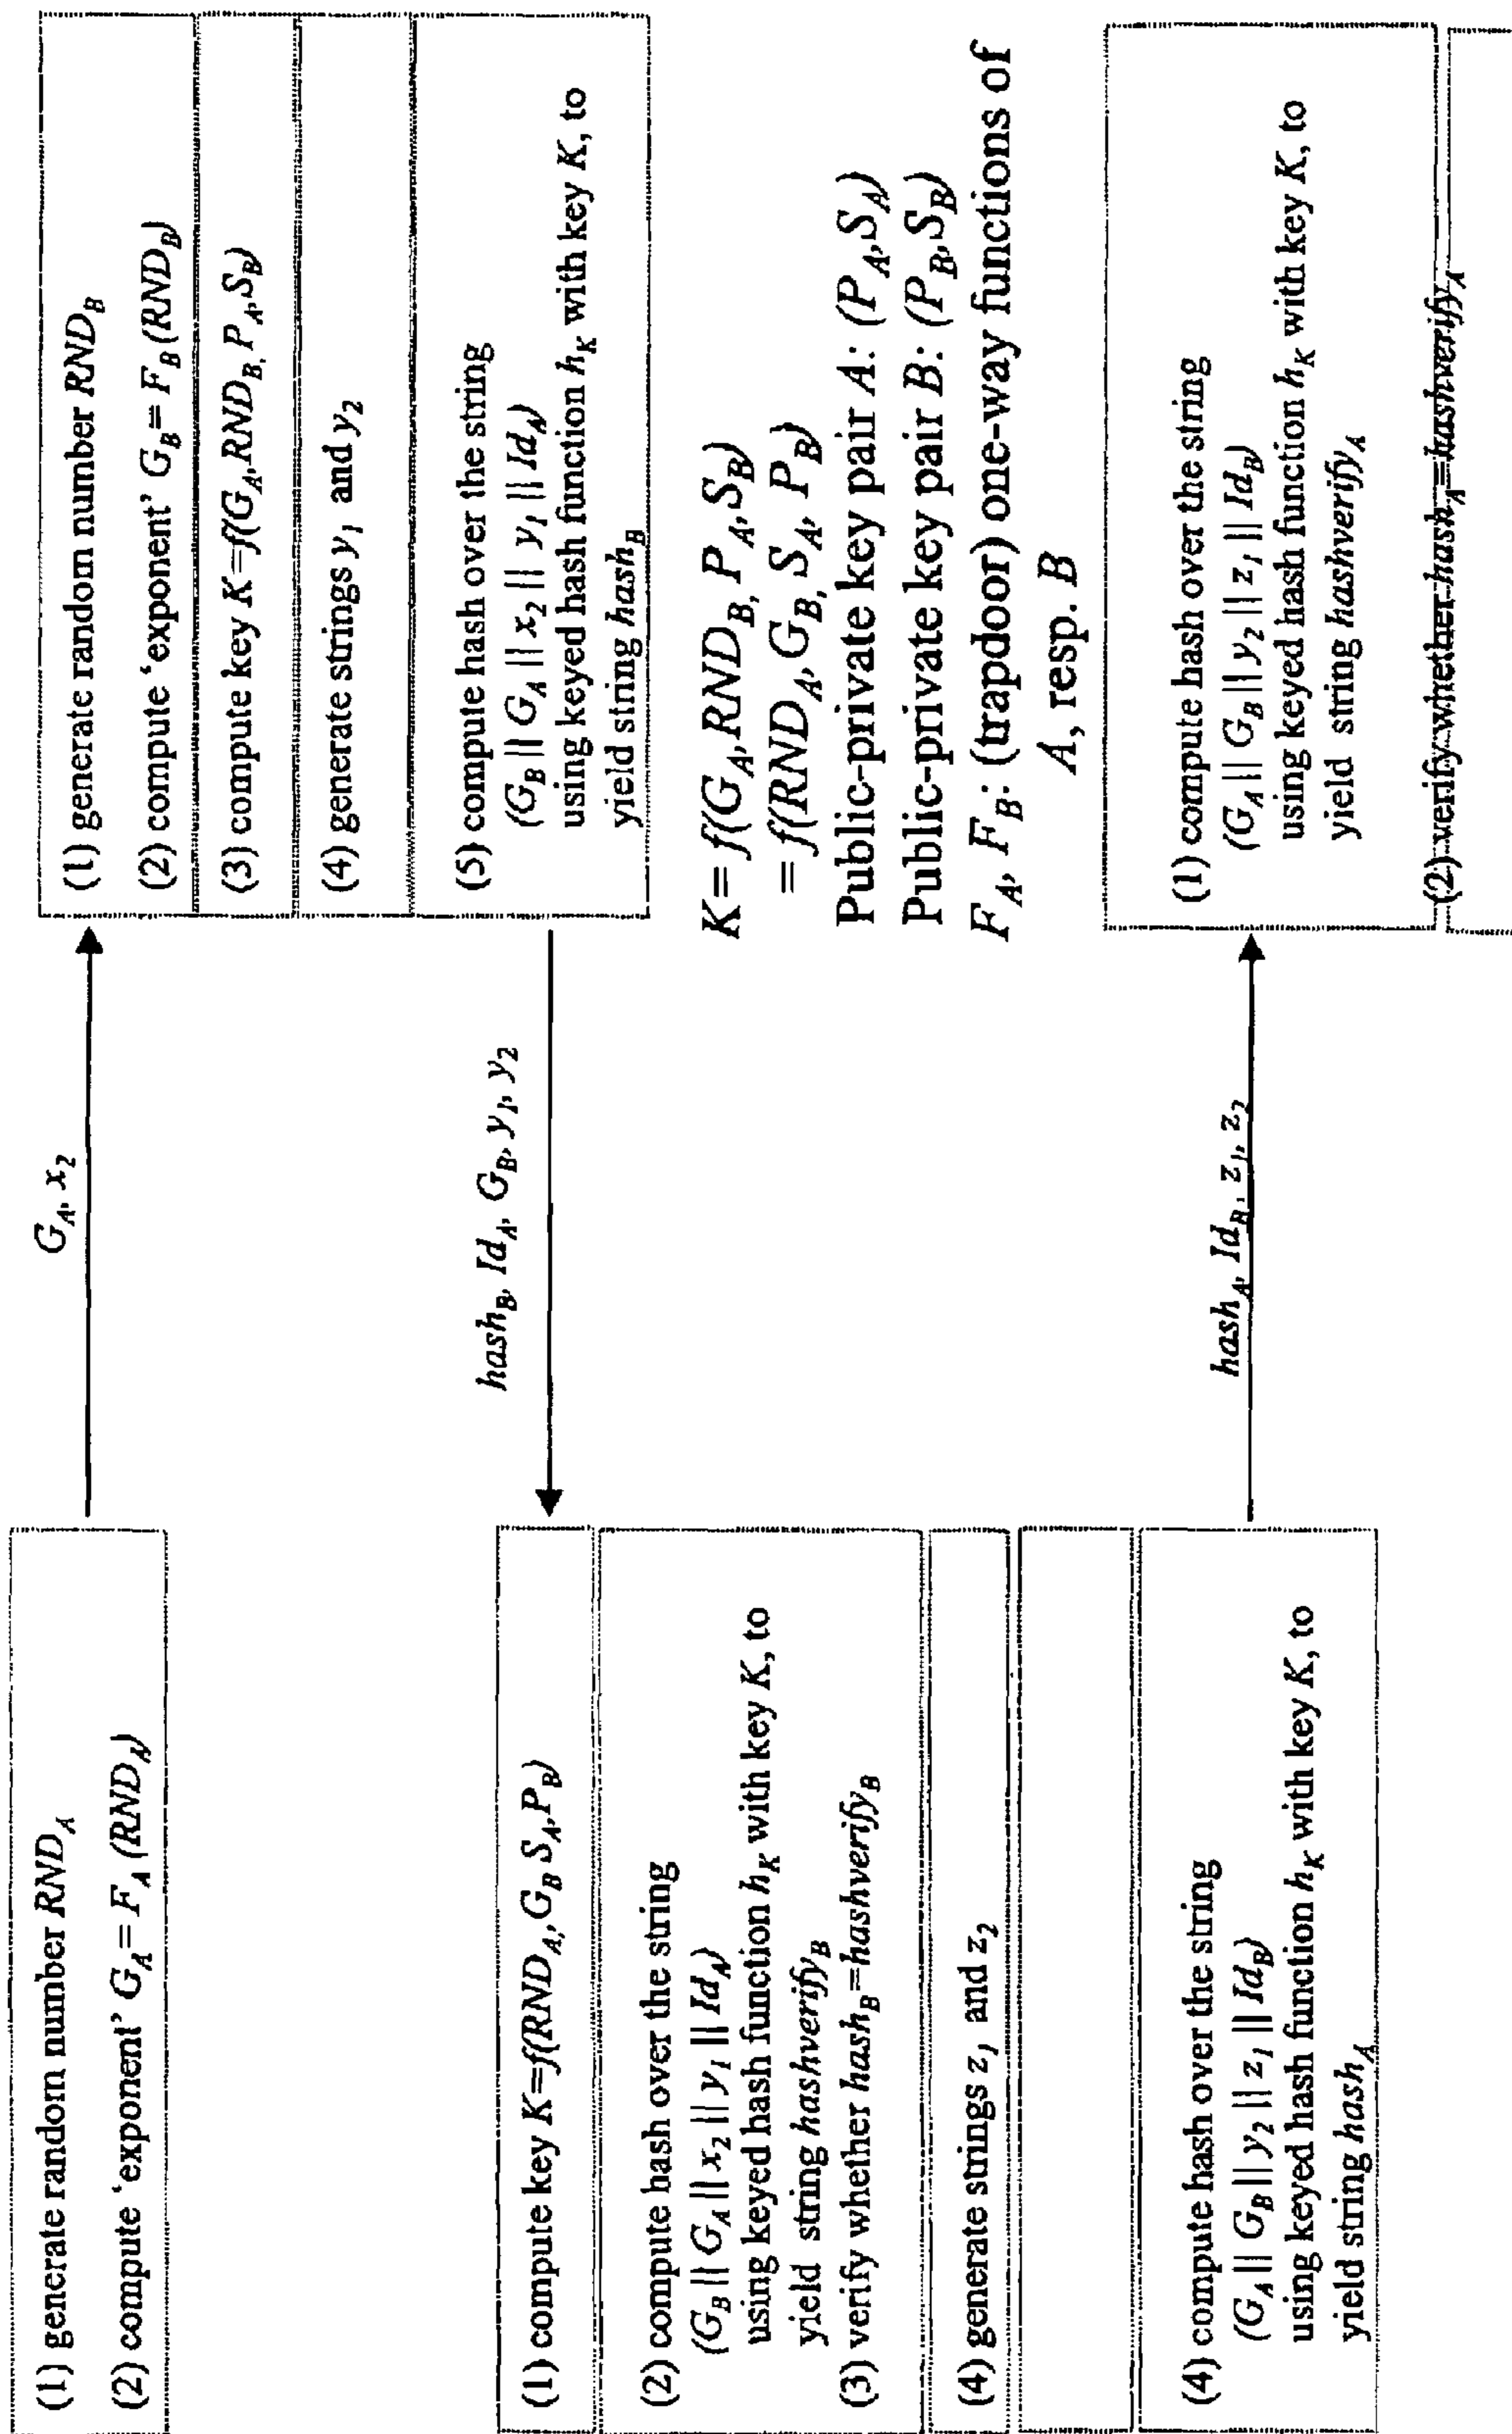 (1) generate random number RND_A
(2) compute ‘exponent’ G_A = F_A (RND_A)
G_A, x_2
(1) generate random number RND_B
(2) compute ‘exponent’ G_B = F_B (RND_B)
(3) compute key K=f(G_A,RND_B, P_A,S_B)
(4) generate strings y_1 and y_2
(5) compute hash over the string
(G_B || G_A || x_2 || y_1 || Id_A)
using keyed hash function h_K with key K, to
yield string hash_B
hash_B, Id_A, G_B, y_1, y_2
(1) compute key K=f(RND_A,, G_B S_A,P_B)
(2) compute hash over the string
(G_B || G_A || x_2 || y_1 || Id_A)
using keyed hash function h_K with key K, to
yield string hashverify_B
(3) verify whether hash_B=hashverify_B
(4) generate strings z_1 and z_2
(4) compute hash over the string
(G_A || G_B || y_2 || z_1 || Id_B)
using keyed hash function h_K with key K, to
yield string hash_A
K= f(G_A,RND_B, P_A,S_B)
= f(RND_A,G_B, S_A, P_B)
Public-private key pair A: (P_A,S_A)
Public-private key pair B: (P_B,S_B)
F_A, F_B: (trapdoor) one-way functions of
A, resp. B
hash_A, Id_B, z_1, z_2
(1) compute hash over the string
(G_A || G_B || y_2 || z_1 || Id_B)
using keyed hash function h_K with key K, to
yield string hashverify_A
(2) verify whether hash_A=hashverify_A